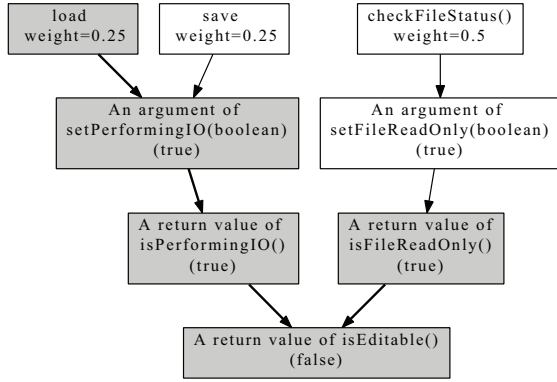 load
weight=0.25
save
weight=0.25
checkFileStatus()
weight=0.5
An argument of
setPerformingIO(boolean)
(true)
An argument of
setFileReadOnly(boolean)
(true)
A return value of
isPerformingIO()
(true)
A return value of
isFileReadOnly()
(true)
A return value of isEditable()
(false)